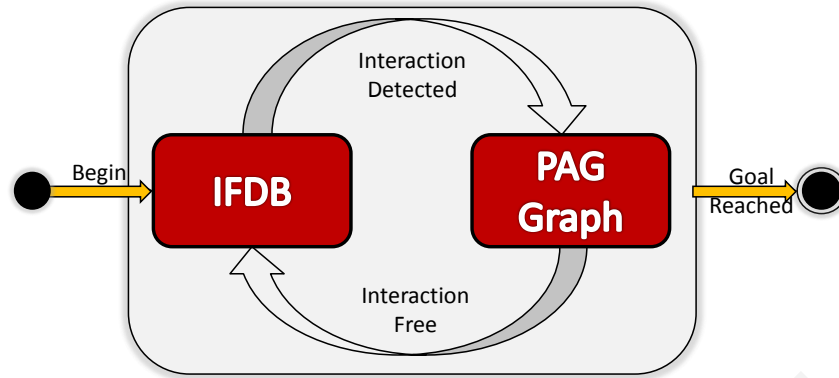 Interaction
Detected
Begin
IFDB
PAG
Graph
Goal
Reached
Interaction
Free